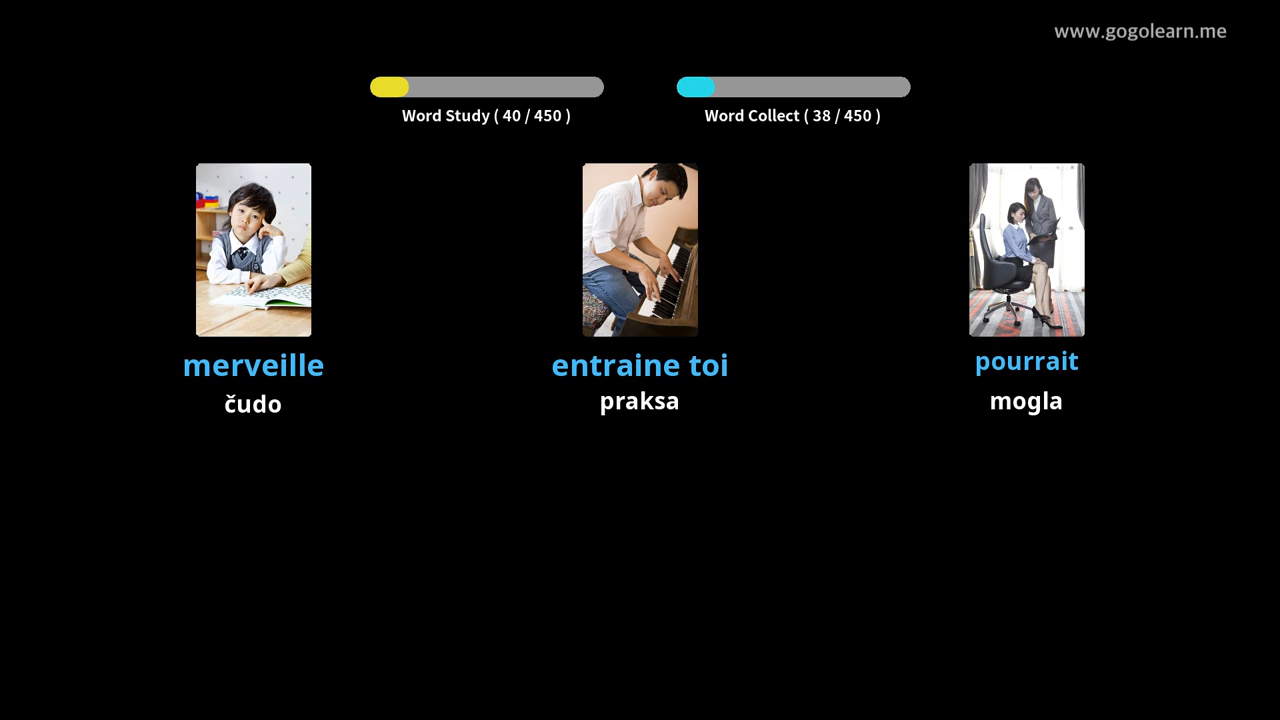 www.gogolearn.me
Word Study ( 40 / 450 )
Word Collect ( 38 / 450 )
merveille
čudo
entraine toi
praksa
pourrait
mogla